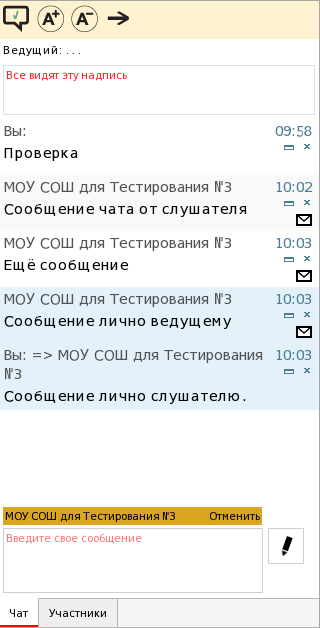 A+ A-
Ведущий: . . .
Все видят эту надпись
Вы: 09:58
Проверка
МОУ СОШ для Тестирования №3 10:02
Сообщение чата от слушателя
МОУ СОШ для Тестирования №3 10:03
Ещё сообщение
МОУ СОШ для Тестирования №3 10:03
Сообщение лично ведущему
Вы: => МОУ СОШ для Тестирования 10:03
№3
Сообщение лично слушателю.
МОУ СОШ для Тестирования №3 Отменить
Введите свое сообщение
Чат Участники